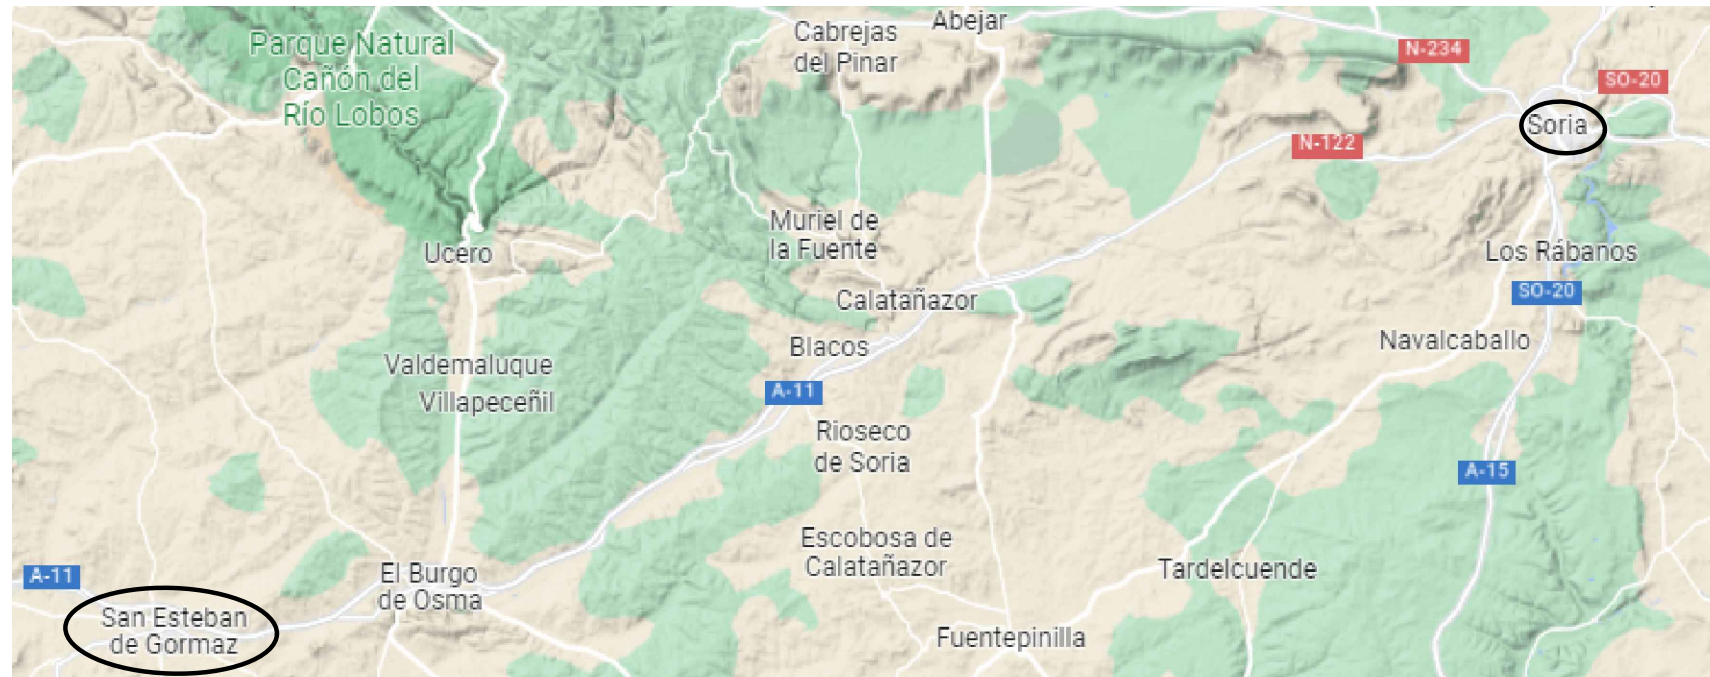 Abejar
Cabrejas
del Pinar
Parque Natural
Cañón del
Río Lobos
N-234
SO-20
Soria
N-122
Muriel de
la Fuente
Ucero
Los Rábanos
SO-20
Calatañazor
Navalcaballo
Blacos
Valdemaluque
A-11
Villapeceñil
Rioseco
de Soria
A-15
Escobosa de
Calatañazor
Tardelcuende
A-11
El Burgo
de Osma
San Esteban
de Gormaz
Fuentepinilla